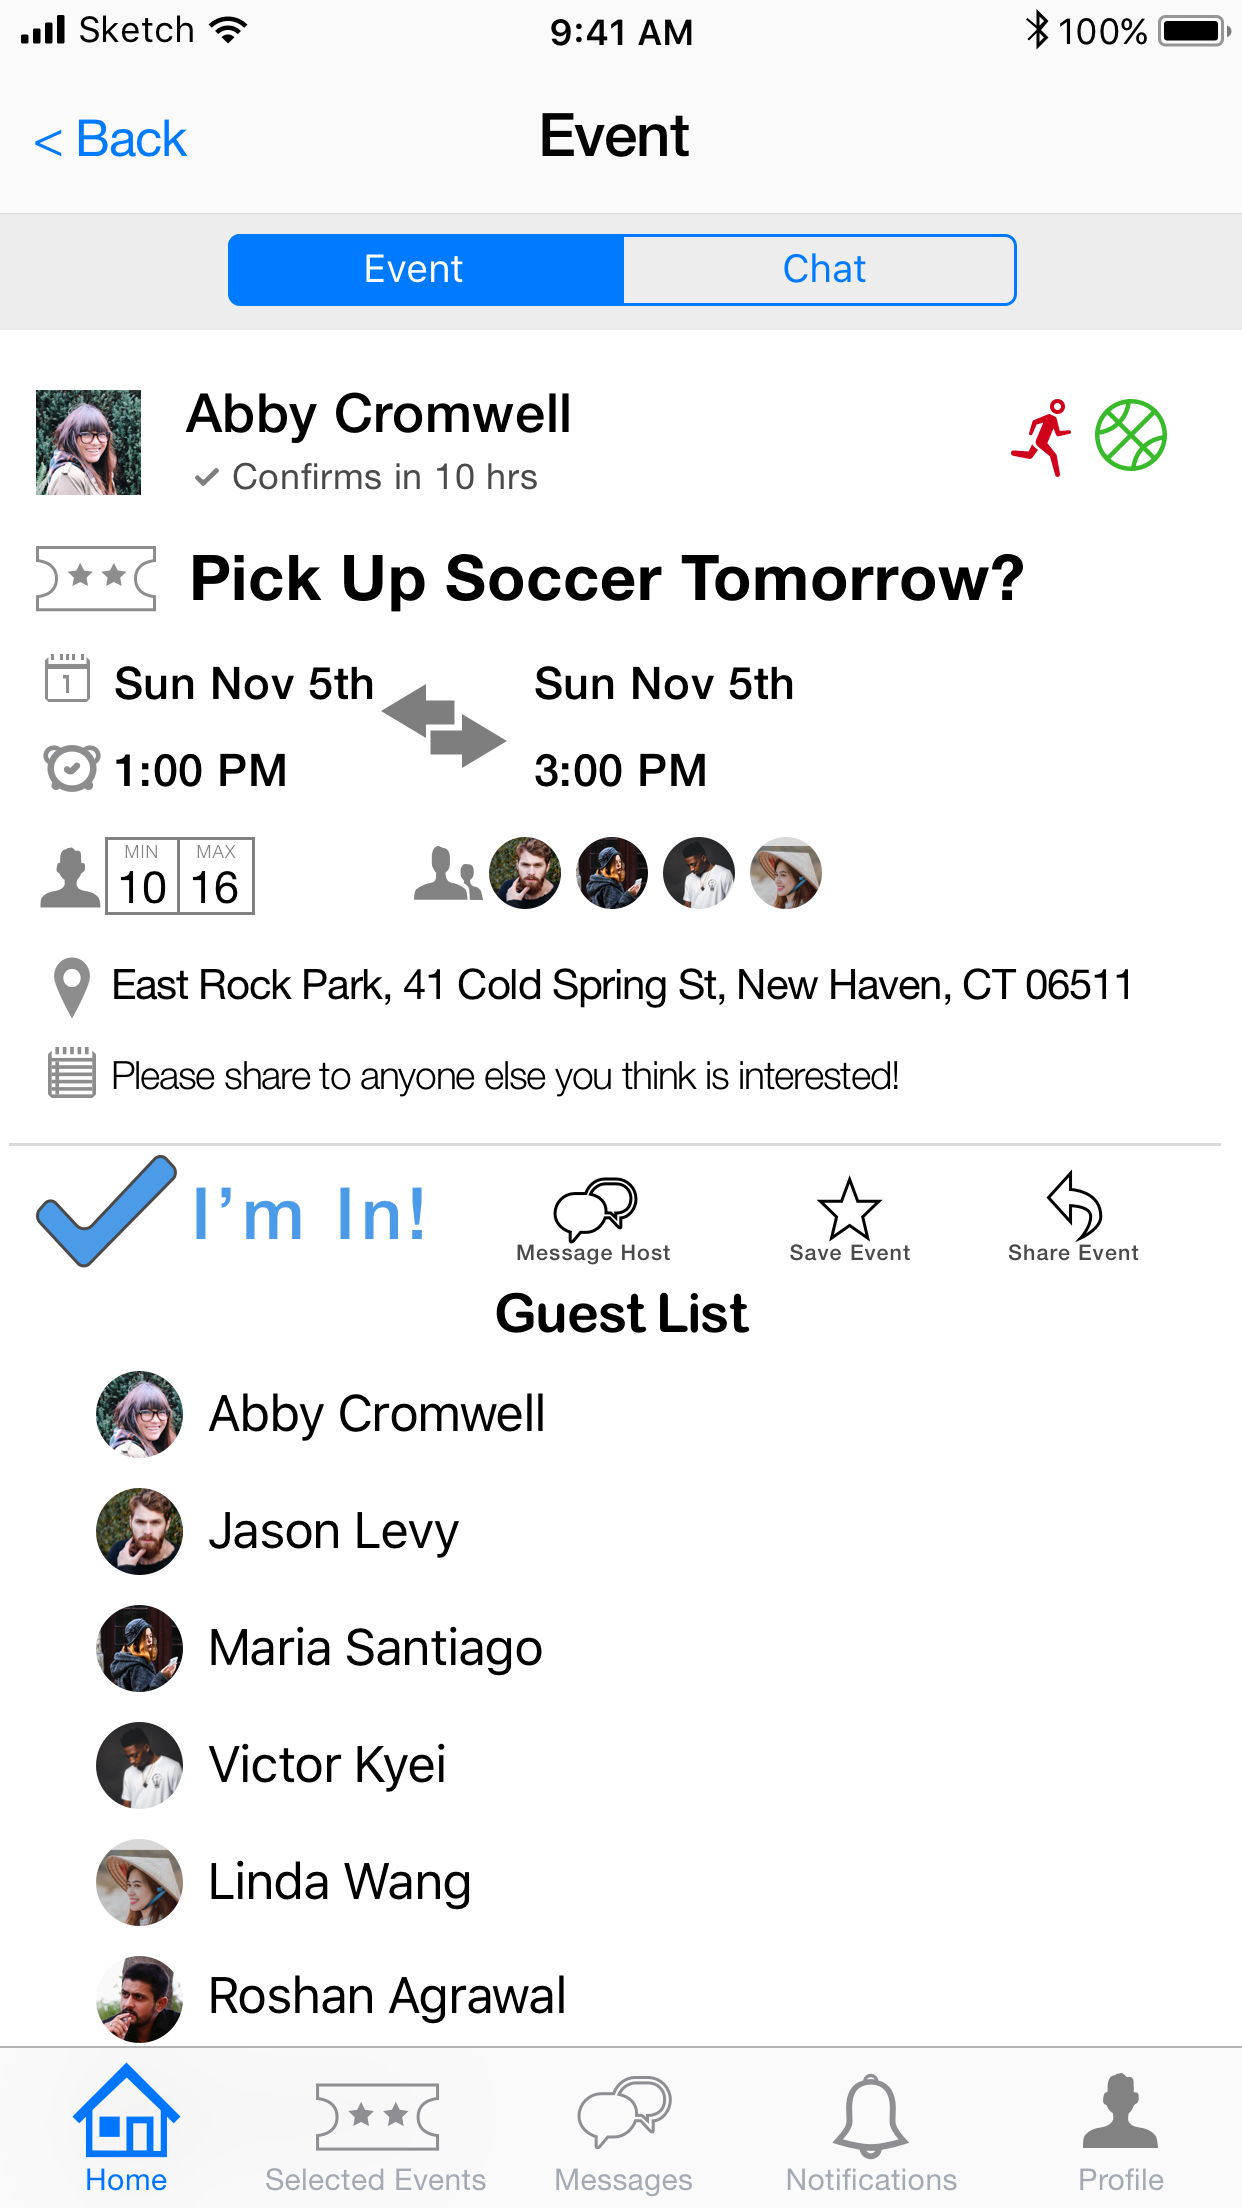 Sketch 9:41 AM 100%
< Back Event
Event Chat
Abby Cromwell
Confirms in 10 hrs
Pick Up Soccer Tomorrow?
1 Sun Nov 5th Sun Nov 5th
1:00 PM 3:00 PM
MIN MAX
10 16
East Rock Park, 41 Cold Spring St, New Haven, CT 06511
Please share to anyone else you think is interested!
I’m In!
Message Host Save Event Share Event
Guest List
Abby Cromwell
Jason Levy
Maria Santiago
Victor Kyei
Linda Wang
Roshan Agrawal
Home Selected Events Messages Notifications Profile